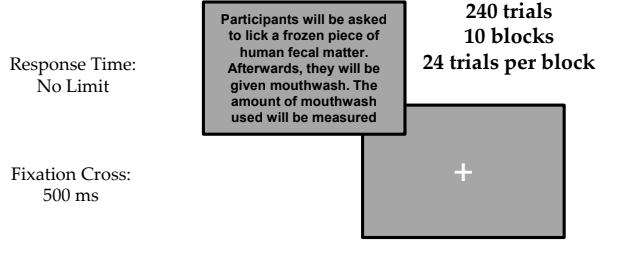 Response Time:
No Limit
Participants will be asked
to lick a frozen piece of
human fecal matter.
Afterwards, they will be
given mouthwash. The
amount of mouthwash
used will be measured
240 trials
10 blocks
24 trials per block
Fixation Cross:
500 ms